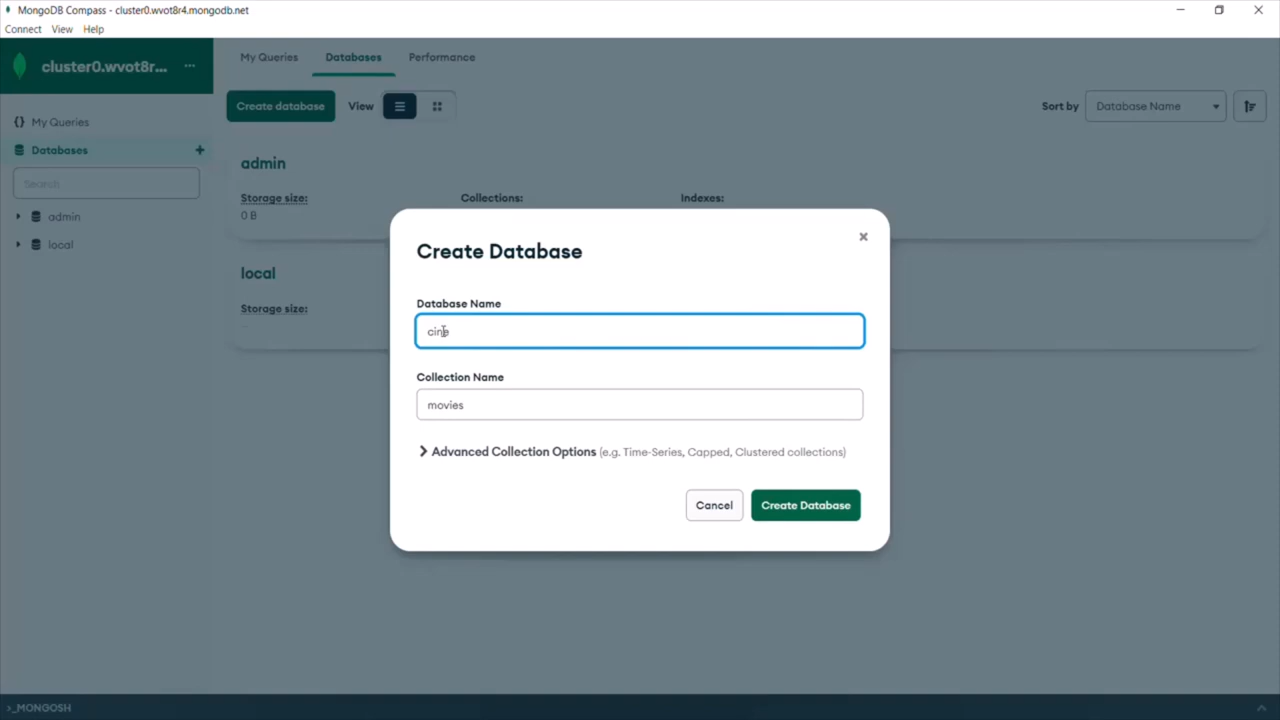 MongoDB Compass - cluster0.wvot8r4.mongodb.net
Connect View Help
cluster0.wvot8r... ...
My Queries
Databases
Search
admin
local
My Queries Databases Performance
Create database View
Sort by Database Name
admin
Storage size: Collections: Indexes:
0 B
local
Storage size:
Create Database
Database Name
cine
Collection Name
movies
Advanced Collection Options (e.g. Time-Series, Capped, Clustered collections)
Cancel Create Database
>_MONGOSH